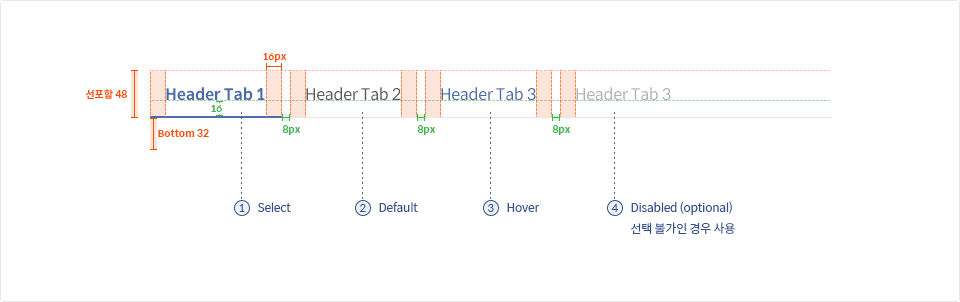 16px
선포함 48
Header Tab 1
Header Tab 2
Header Tab 3
Header Tab 3
16
Bottom 32
8px
8px
8px
1 Select
2 Default
3 Hover
4 Disabled (optional)
선택 불가인 경우 사용